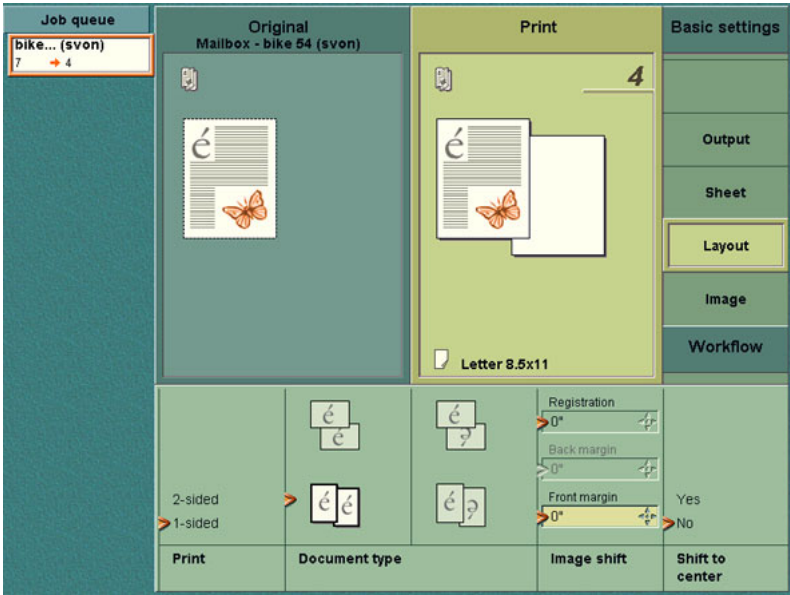 Job queue
bike... (svon)
7 → 4
Original
Mailbox - bike 54 (svon)
é
Print
4
é
Letter 8.5x11
Basic settings
Output
Sheet
Layout
Image
Workflow
2-sided
1-sided
Print
é
é
é é
Document type
é
é
é é
Registration
0"
Back margin
0"
Front margin
0"
Image shift
Yes
No
Shift to
center